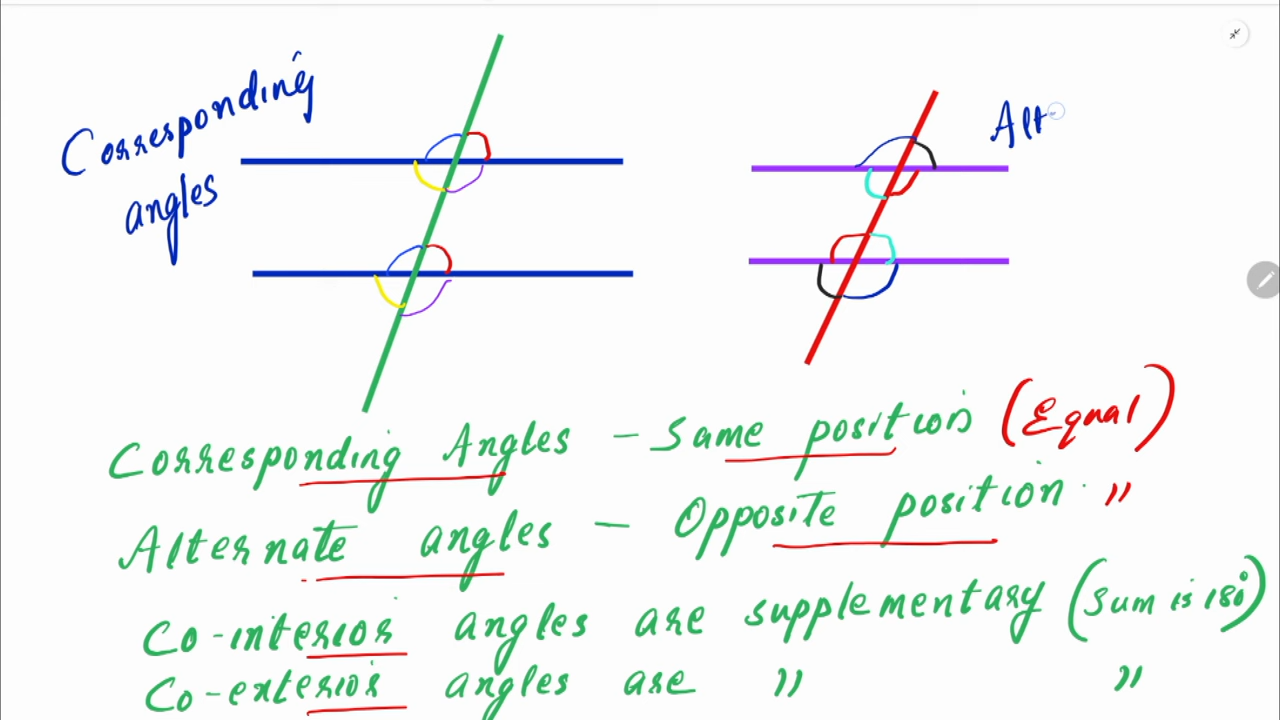 Corresponding
angles
Alt
Corresponding Angles - Same position (Equal)
Alternate angles - Opposite position "
Co-interior angles are supplementary (Sum is 180°)
Co-exterior angles are " "